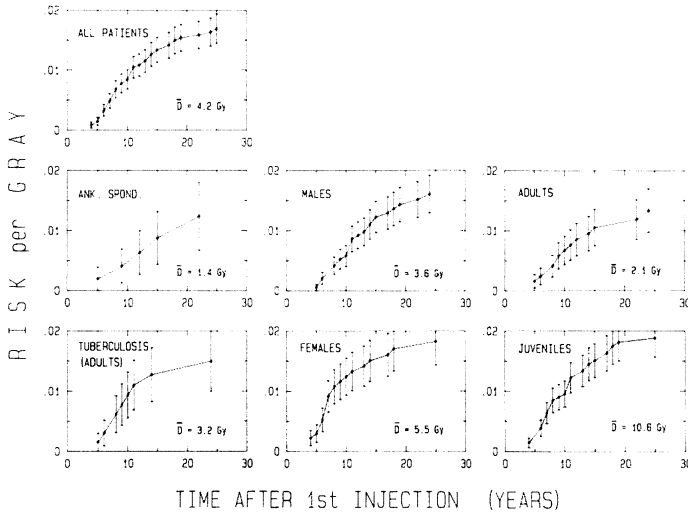 .02
ALL PATIENTS
.01
D̄ = 4.2 Gy
0
0 10 20 30
RISK per GRAY
.02
ANK. SPOND.
.01
D̄ = 1.4 Gy
0
0 10 20 30
.02
MALES
.01
D̄ = 3.6 Gy
0
0 10 20 30
.02
ADULTS
.01
D̄ = 2.1 Gy
0
0 10 20 30
.02
TUBERCULOSIS
(ADULTS)
.01
D̄ = 3.2 Gy
0
0 10 20 30
.02
FEMALES
.01
D̄ = 5.5 Gy
0
0 10 20 30
.02
JUVENILES
.01
D̄ = 10.6 Gy
0
0 10 20 30
TIME AFTER 1st INJECTION (YEARS)